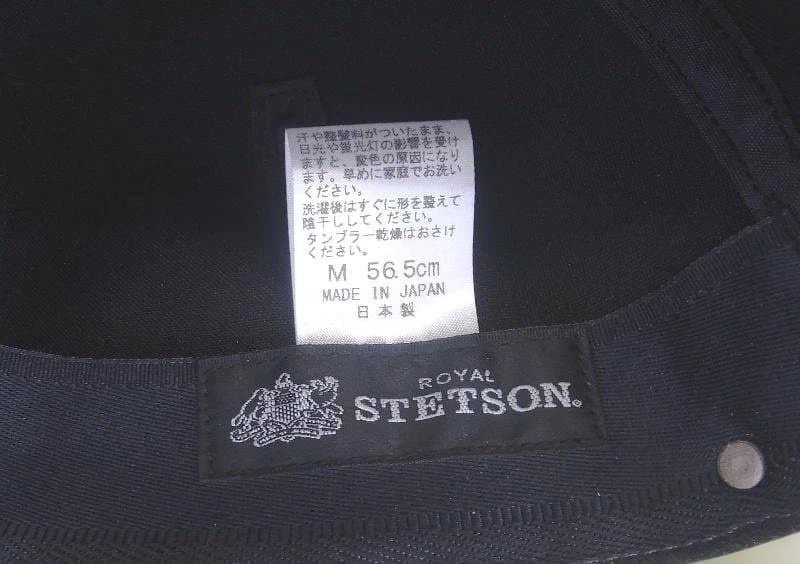 汗や整髪料がついたまま、
日光や蛍光灯の影響を受け
ますと、変色の原因になり
ます。早めに家庭でお洗い
ください。
洗濯後はすぐに形を整えて
陰干ししてください。
タンブラー乾燥はおさけ
ください。
M 56.5cm
MADE IN JAPAN
日本製
ROYAL
STETSON®